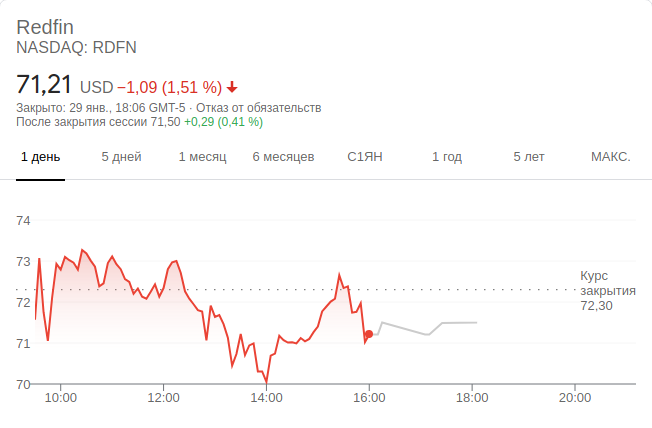 Redfin
NASDAQ: RDFN
71,21 USD −1,09 (1,51 %)
Закрыто: 29 янв., 18:06 GMT-5 · Отказ от обязательств
После закрытия сессии 71,50 +0,29 (0,41 %)
1 день 5 дней 1 месяц 6 месяцев С1ЯН 1 год 5 лет МАКС.
74
73
72
71
70
Курс
закрытия
72,30
10:00 12:00 14:00 16:00 18:00 20:00